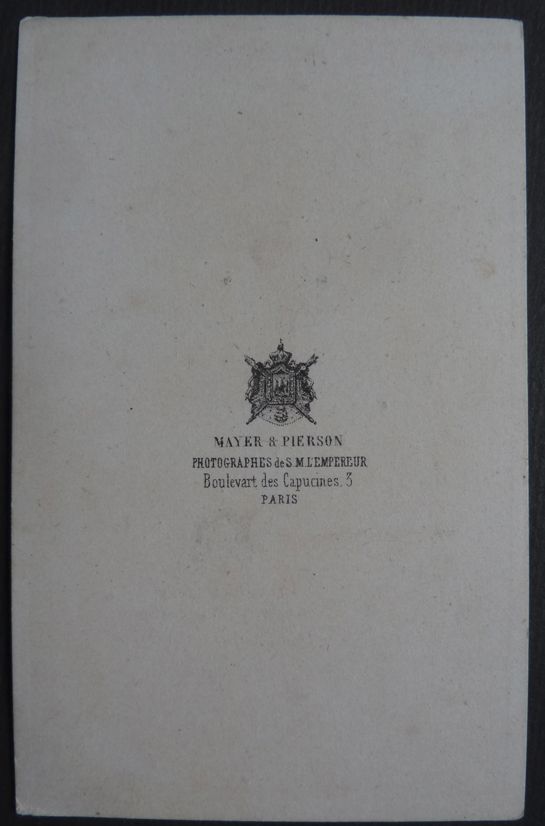 MAYER & PIERSON
PHOTOGRAPHES de S. M. L'EMPEREUR
Boulevart des Capucines, 3
PARIS